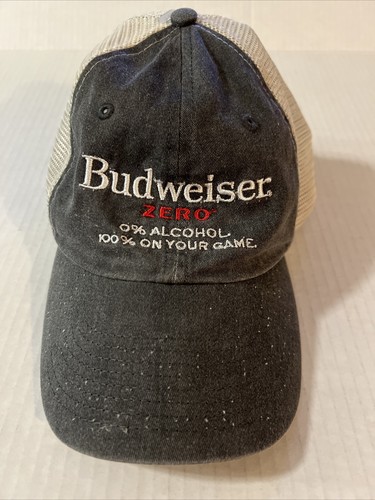 Budweiser®
ZERO
0% ALCOHOL.
100% ON YOUR GAME.